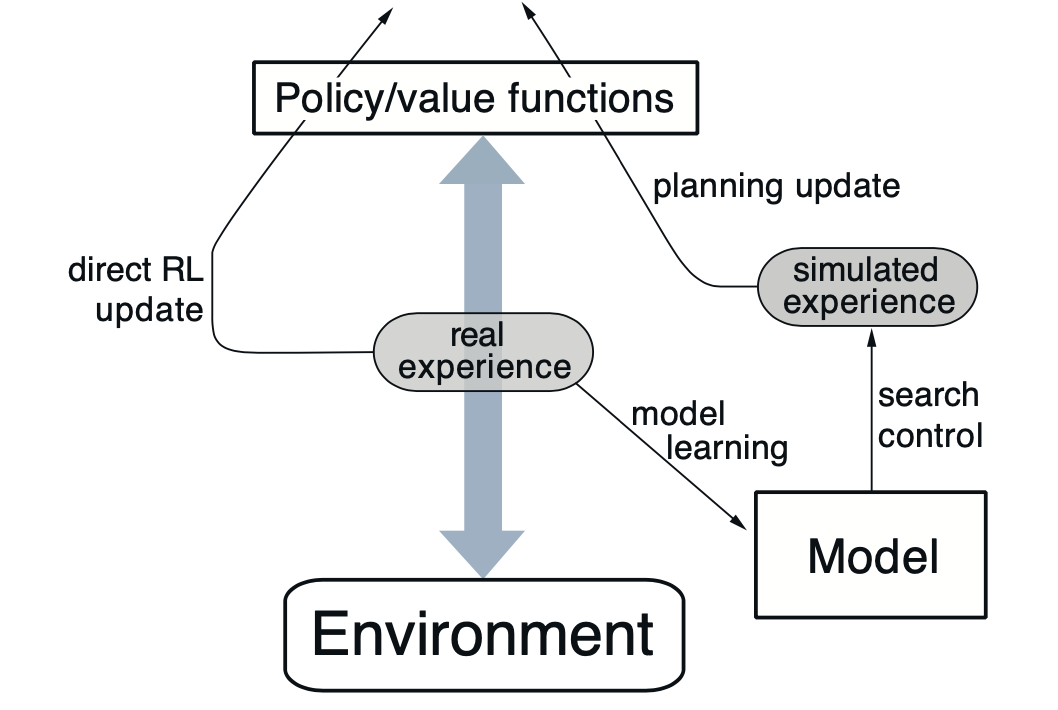 Policy/value functions
planning update
direct RL
update
simulated
experience
real
experience
model
learning
search
control
Model
Environment